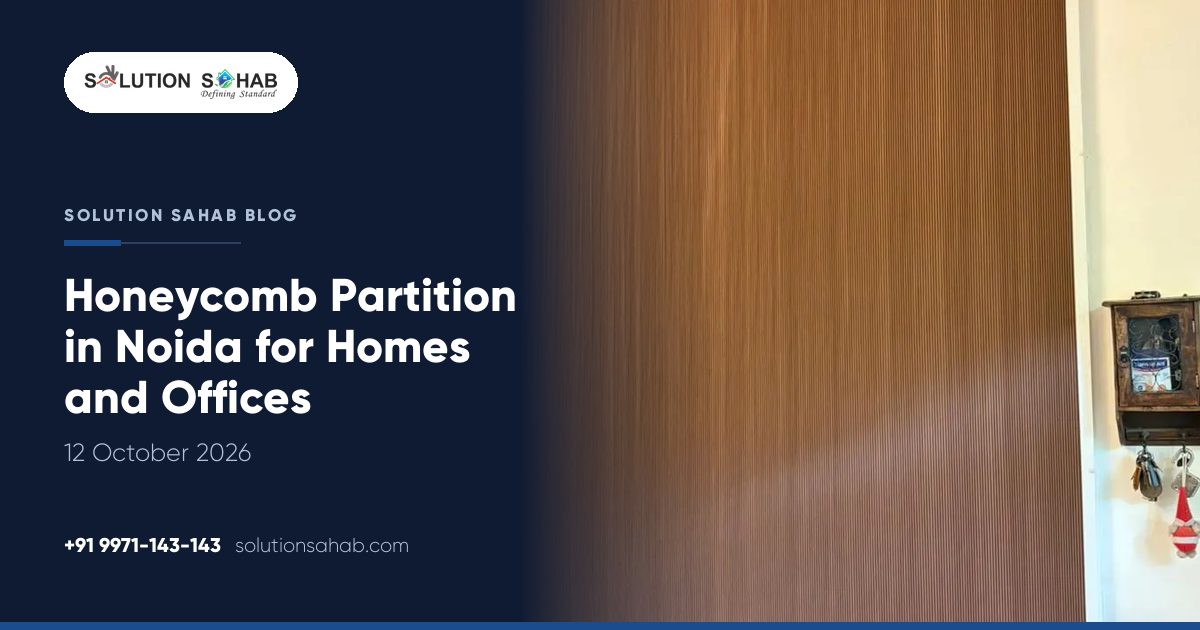 SOLUTION SAHAB
Defining Standard
SOLUTION SAHAB BLOG
Honeycomb Partition
in Noida for Homes
and Offices
12 October 2026
+91 9971-143-143 solutionsahab.com